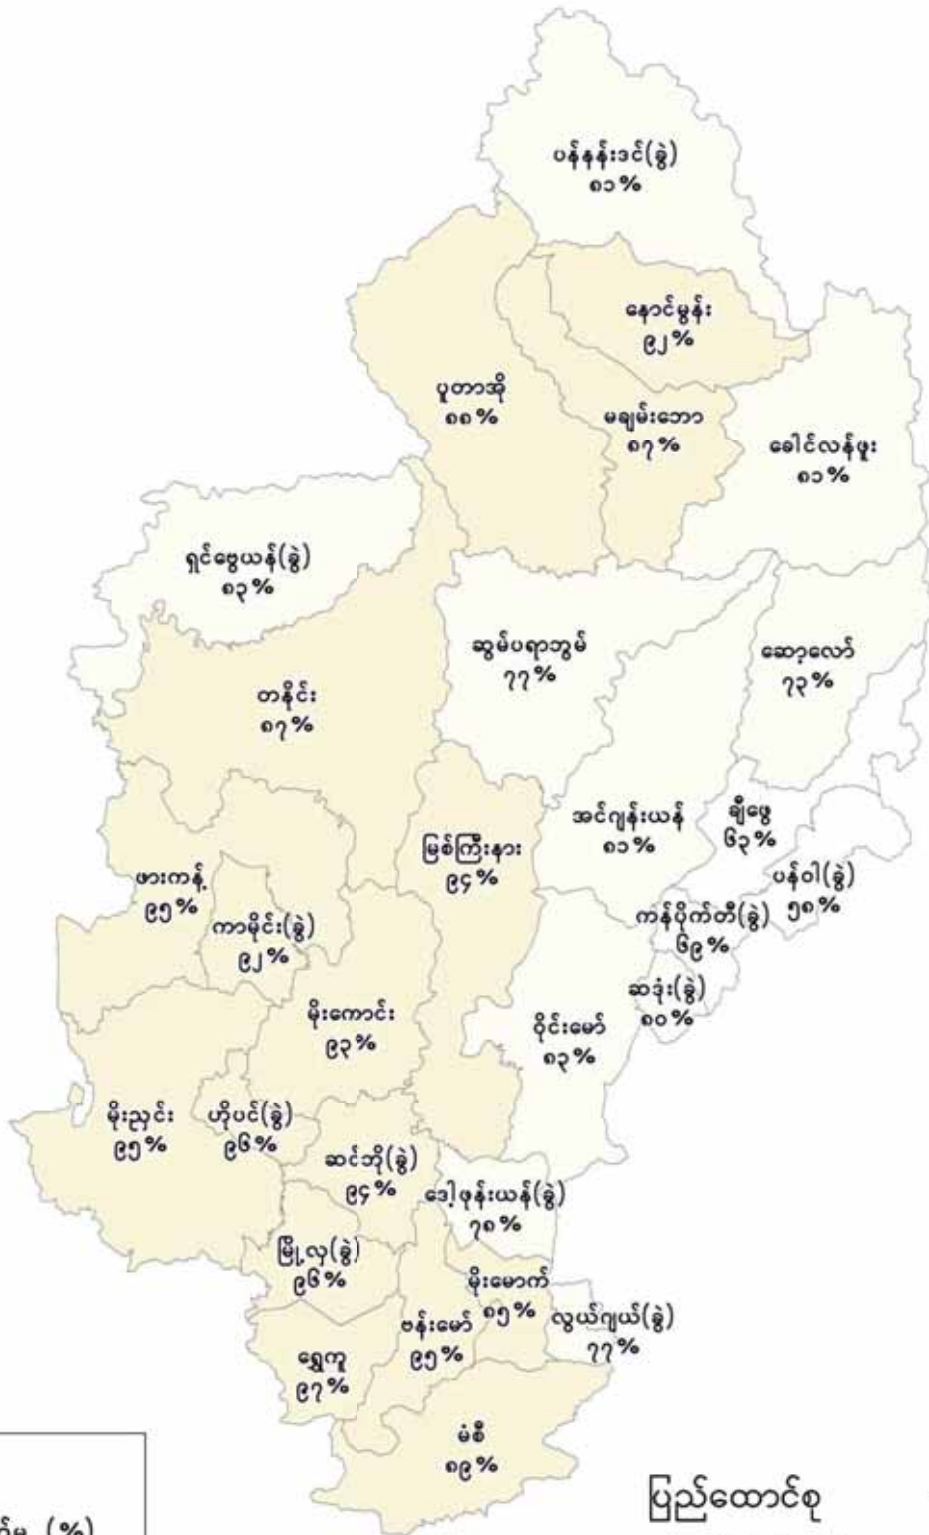 ပန်နန်းဒင်(ခွဲ)
၈၁%
နောင်မွန်း
၉၂%
ပူတာအို
၈၈%
မချမ်းဘော
၈၇%
ခေါင်လန်ဖူး
၈၁%
ရှင်ဗွေယန်(ခွဲ)
၈၃%
ဆွမ်ပရာဘွမ်
၇၇%
ဆော့လော်
၇၃%
တနိုင်း
၈၇%
အင်ဂျန်းယန်
၈၁%
ချီဖွေ
၆၃%
မြစ်ကြီးနား
၉၄%
ဖားကန့်
၉၅%
ပန်ဝါ(ခွဲ)
၅၈%
ကာမိုင်း(ခွဲ)
၉၂%
ကန်ပိုက်တီ(ခွဲ)
၆၉%
ဆဒုံး(ခွဲ)
၈၀%
မိုးကောင်း
၉၃%
ဝိုင်းမော်
၈၃%
မိုးညှင်း
၉၅%
ဟိုပင်(ခွဲ)
၉၆%
ဆင်ဘို(ခွဲ)
၉၄%
ဒေါ့ဖုန်းယန်(ခွဲ)
၇၈%
မြို့လှ(ခွဲ)
၉၆%
မိုးမောက်
၈၅%
လွယ်ဂျယ်(ခွဲ)
၇၇%
ဗန်းမော်
၉၅%
ရွှေကူ
၉၇%
မံစီ
၈၉%
ပြည်ထောင်စု
(%)